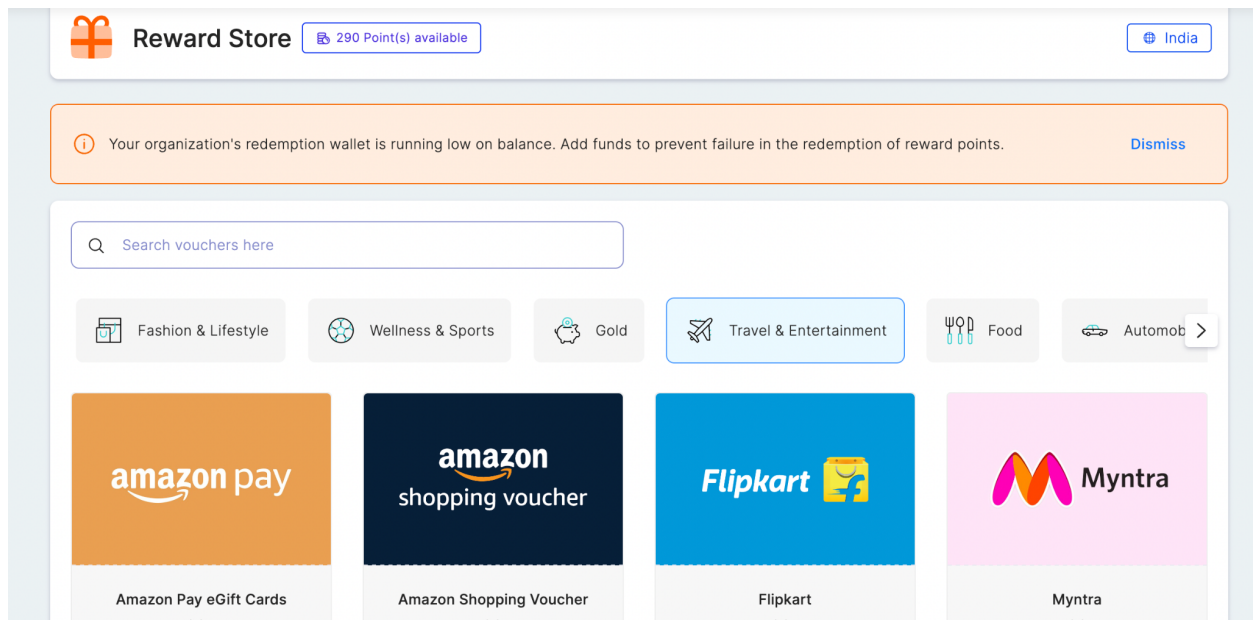 Reward Store
290 Point(s) available
India
Your organization's redemption wallet is running low on balance. Add funds to prevent failure in the redemption of reward points.
Dismiss
Search vouchers here
Fashion & Lifestyle
Wellness & Sports
Gold
Travel & Entertainment
Food
Automob
amazon pay
amazon
shopping voucher
Flipkart
Myntra
Amazon Pay eGift Cards
Amazon Shopping Voucher
Flipkart
Myntra